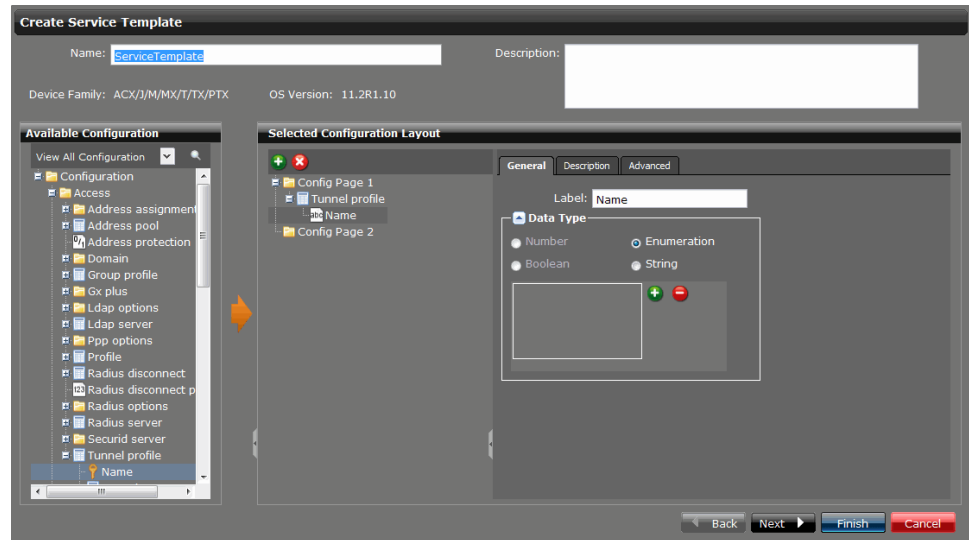 Create Service Template
Name: ServiceTemplate
Description:
Device Family: ACX/J/M/MX/T/TX/PTX
OS Version: 11.2R1.10
Available Configuration
View All Configuration
Configuration
Access
Address assignment
Address pool
0/1 Address protection
Domain
Group profile
Gx plus
Ldap options
Ldap server
Ppp options
Profile
Radius disconnect
123 Radius disconnect p
Radius options
Radius server
Securid server
Tunnel profile
Name
Selected Configuration Layout
Config Page 1
Tunnel profile
abc Name
Config Page 2
General Description Advanced
Label: Name
Data Type
Number Enumeration
Boolean String
Back Next Finish Cancel